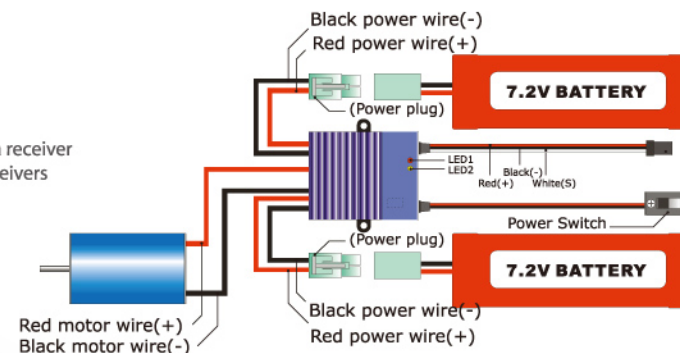 Black power wire(-)
Red power wire(+)
7.2V BATTERY
(Power plug)
receiver
eivers
LED1
LED2
Red(+)
Black(-)
White(S)
Power Switch
(Power plug)
7.2V BATTERY
Black power wire(-)
Red power wire(+)
Red motor wire(+)
Black motor wire(-)